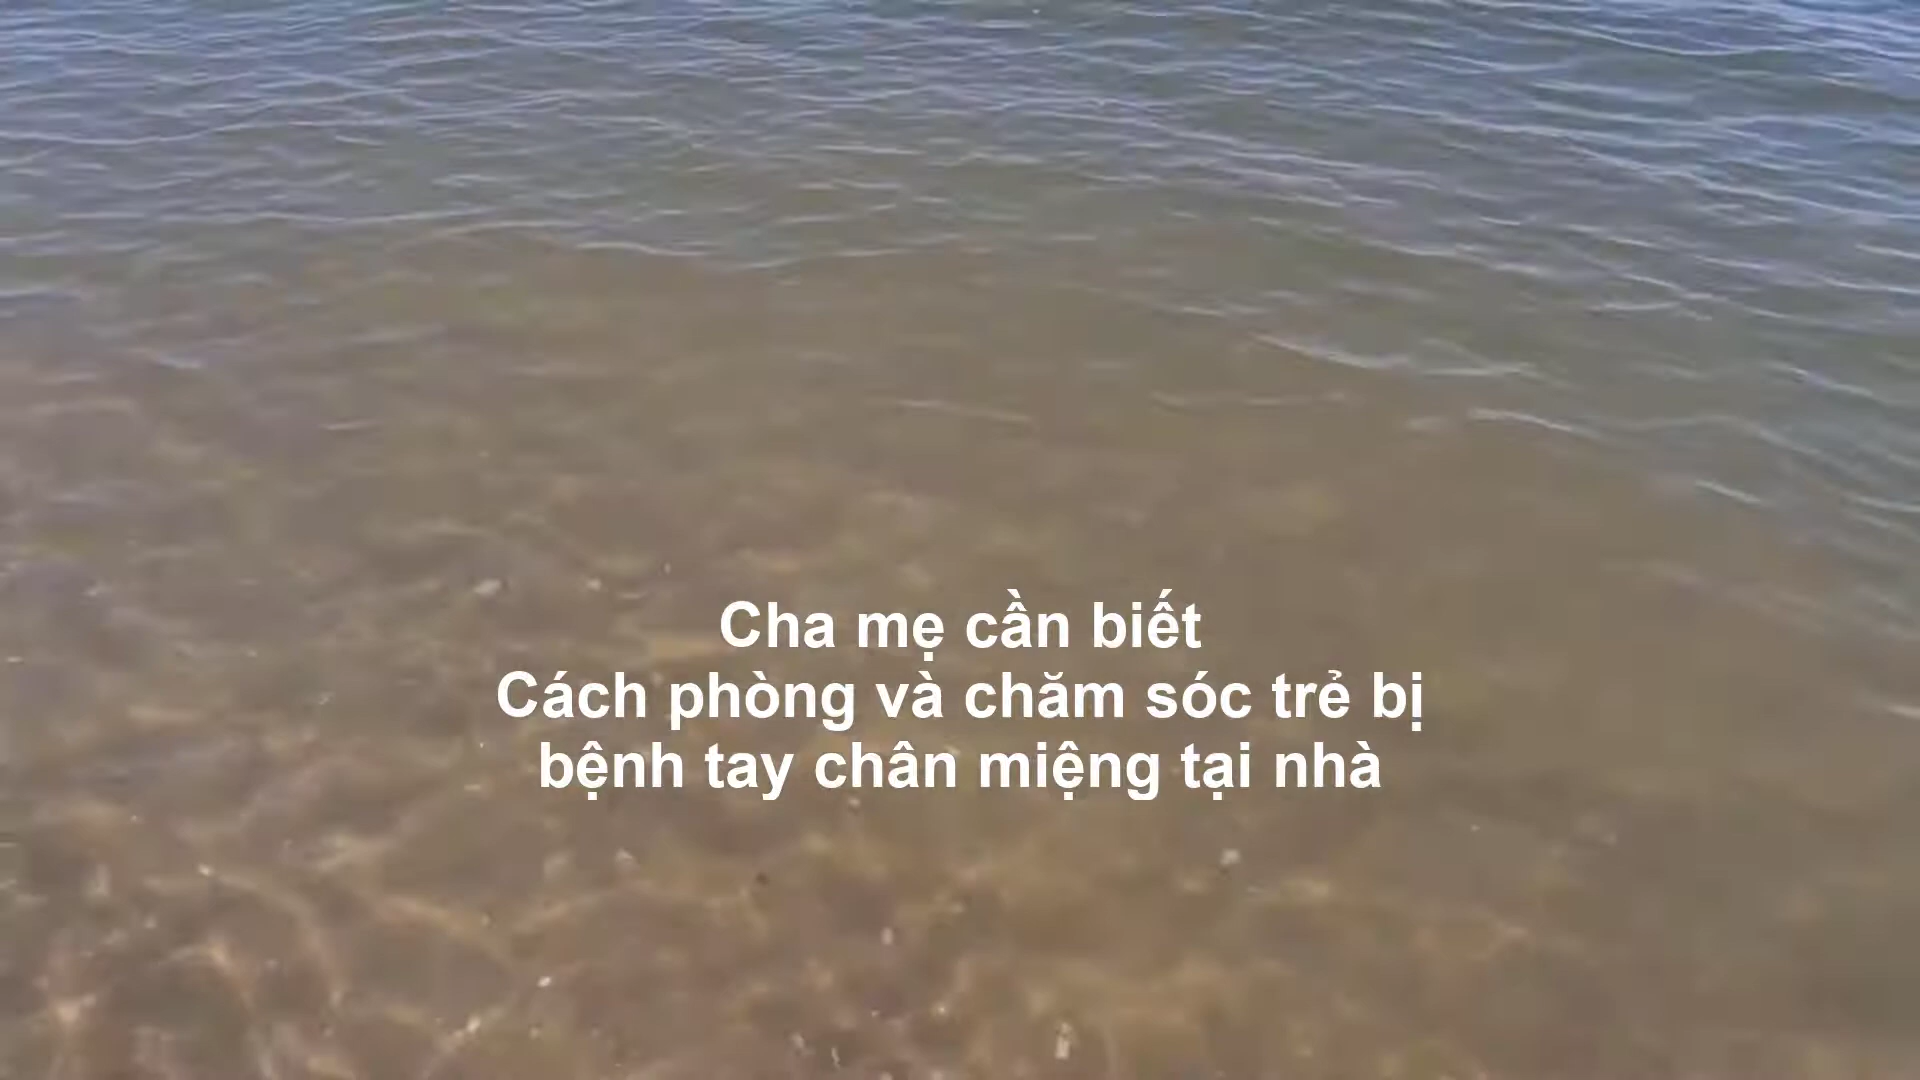 Cha mẹ cần biết
Cách phòng và chăm sóc trẻ bị
bệnh tay chân miệng tại nhà